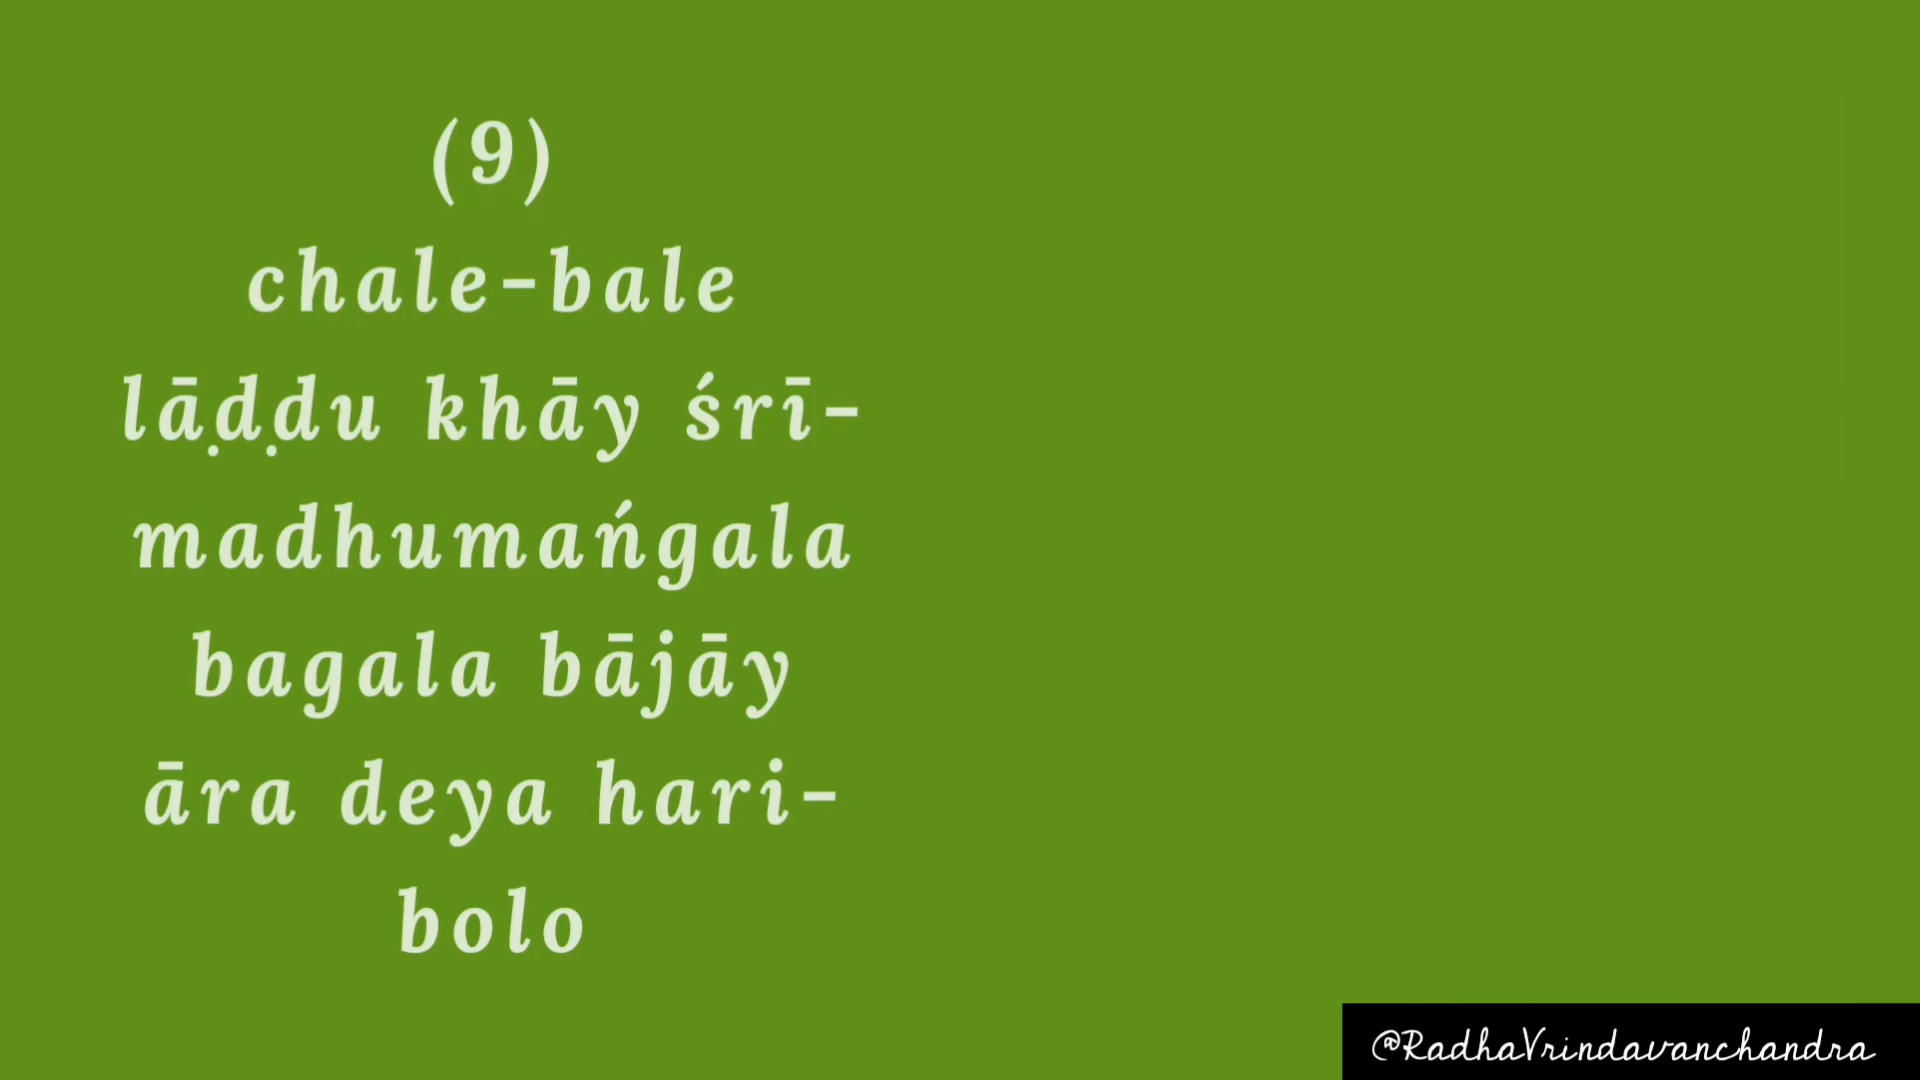 (9)
chale-bale
lāḍḍu khāy śrī-
madhumańgala
bagala bājāy
āra deya hari-
bolo
@RadhaVrindavanchandra